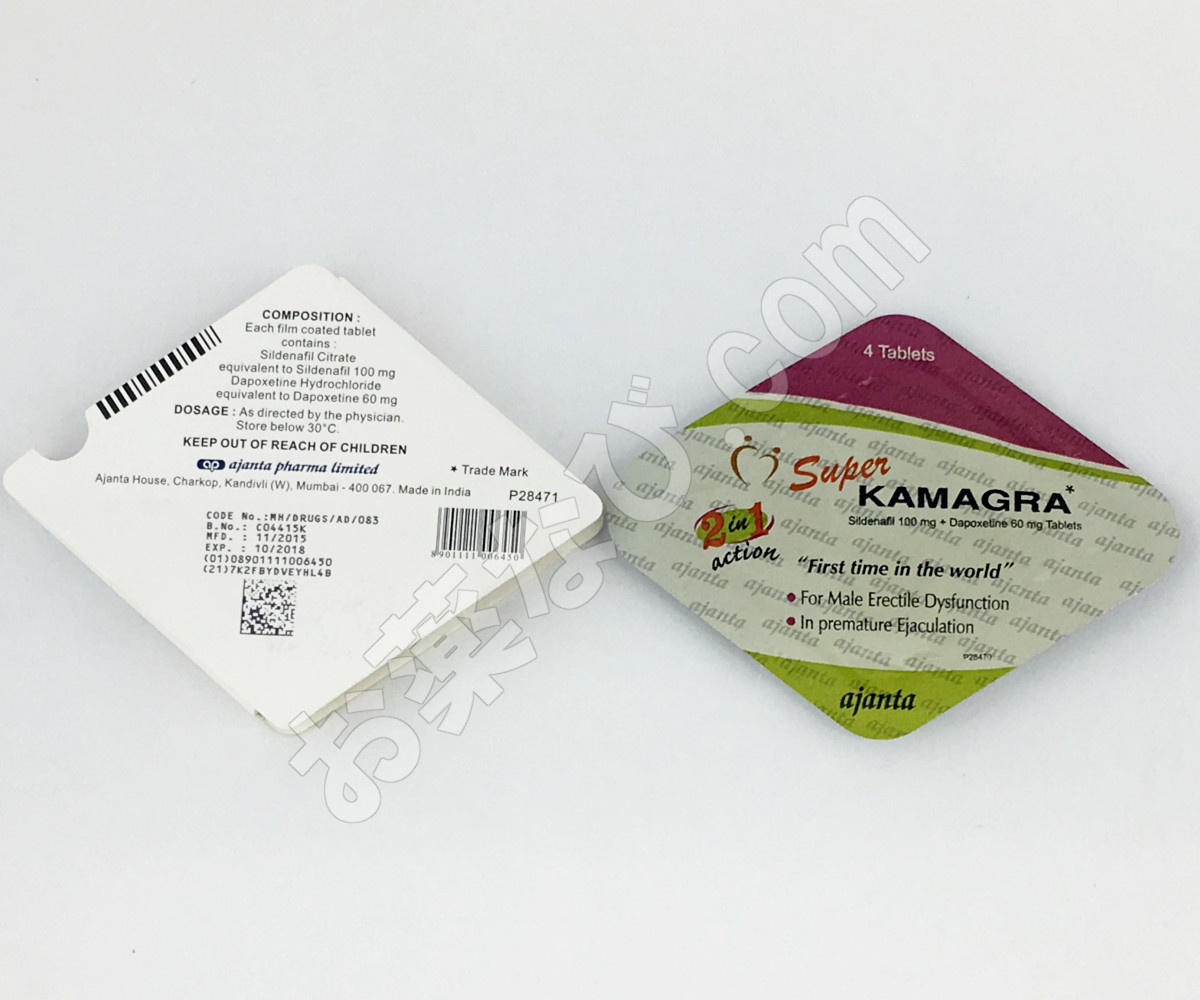 COMPOSITION :
Each film coated tablet
contains :
Sildenafil Citrate
equivalent to Sildenafil 100 mg
Dapoxetine Hydrochloride
equivalent to Dapoxetine 60 mg
DOSAGE : As directed by the physician.
Store below 30°C.
KEEP OUT OF REACH OF CHILDREN
ap ajanta pharma limited
* Trade Mark
Ajanta House, Charkop, Kandivli (W), Mumbai - 400 067. Made in India
P28471
CODE No.:MH/DRUGS/AD/083
B.No.: CO4415K
MFD. : 11/2015
EXP. : 10/2018
(01)08901111006450
(21)7K2FBYDVEYHL4B
8901111 006450
4 Tablets
Super
KAMAGRA*
Sildenafil 100 mg + Dapoxetine 60 mg Tablets
2 in 1
action
"First time in the world"
• For Male Erectile Dysfunction
• In premature Ejaculation
P28470
ajanta
お薬なび.com